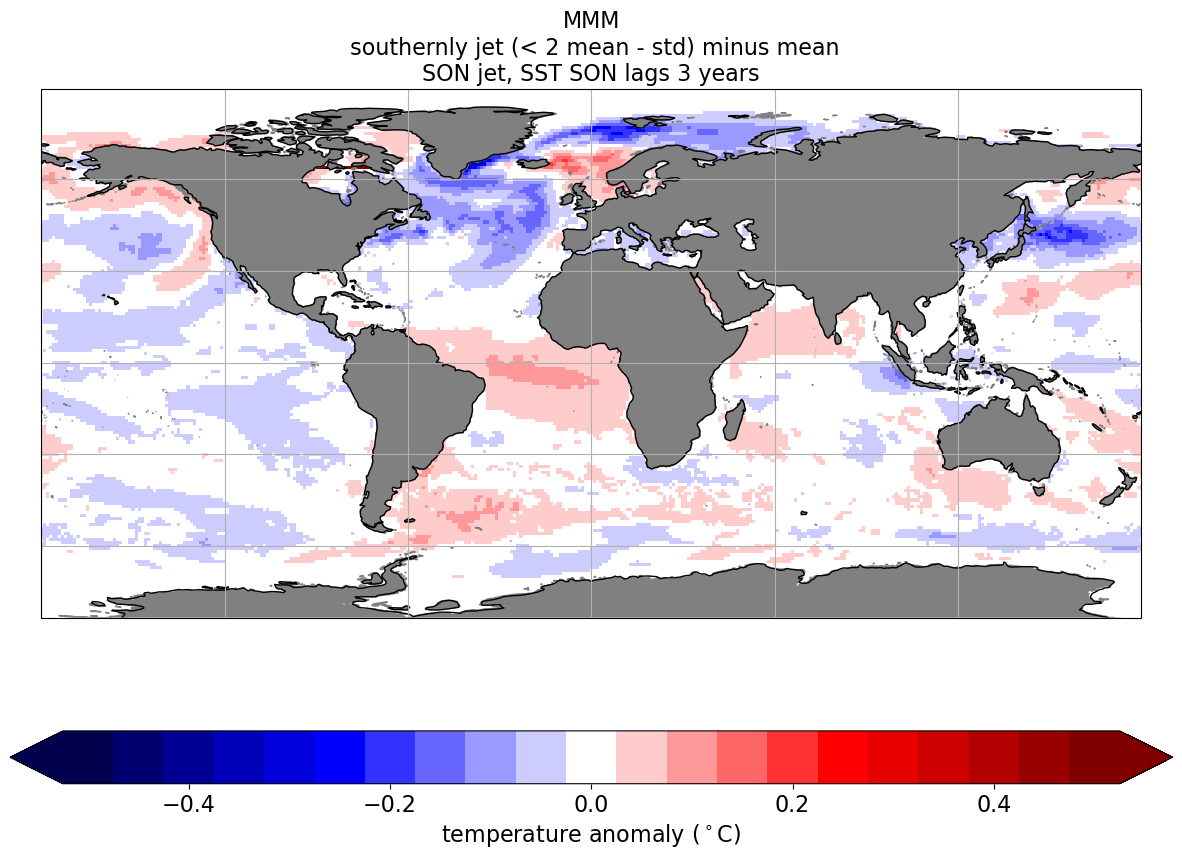 MMM
southernly jet (< 2 mean - std) minus mean
SON jet, SST SON lags 3 years
−0.4 −0.2 0.0 0.2 0.4
temperature anomaly (°C)